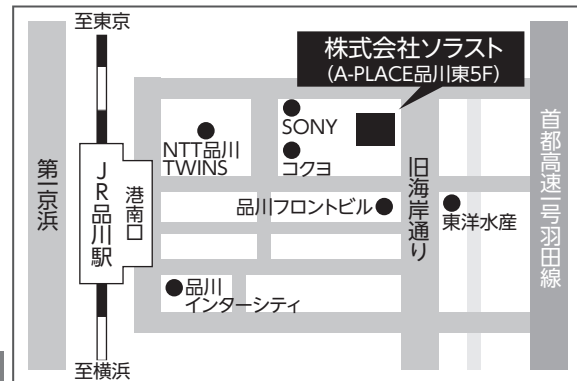 至東京
株式会社ソラスト
(A-PLACE品川東5F)
第一京浜
JR品川駅
港南口
NTT品川
TWINS
SONY
コクヨ
品川フロントビル
旧海岸通り
東洋水産
首都高速1号羽田線
品川
インターシティ
至横浜